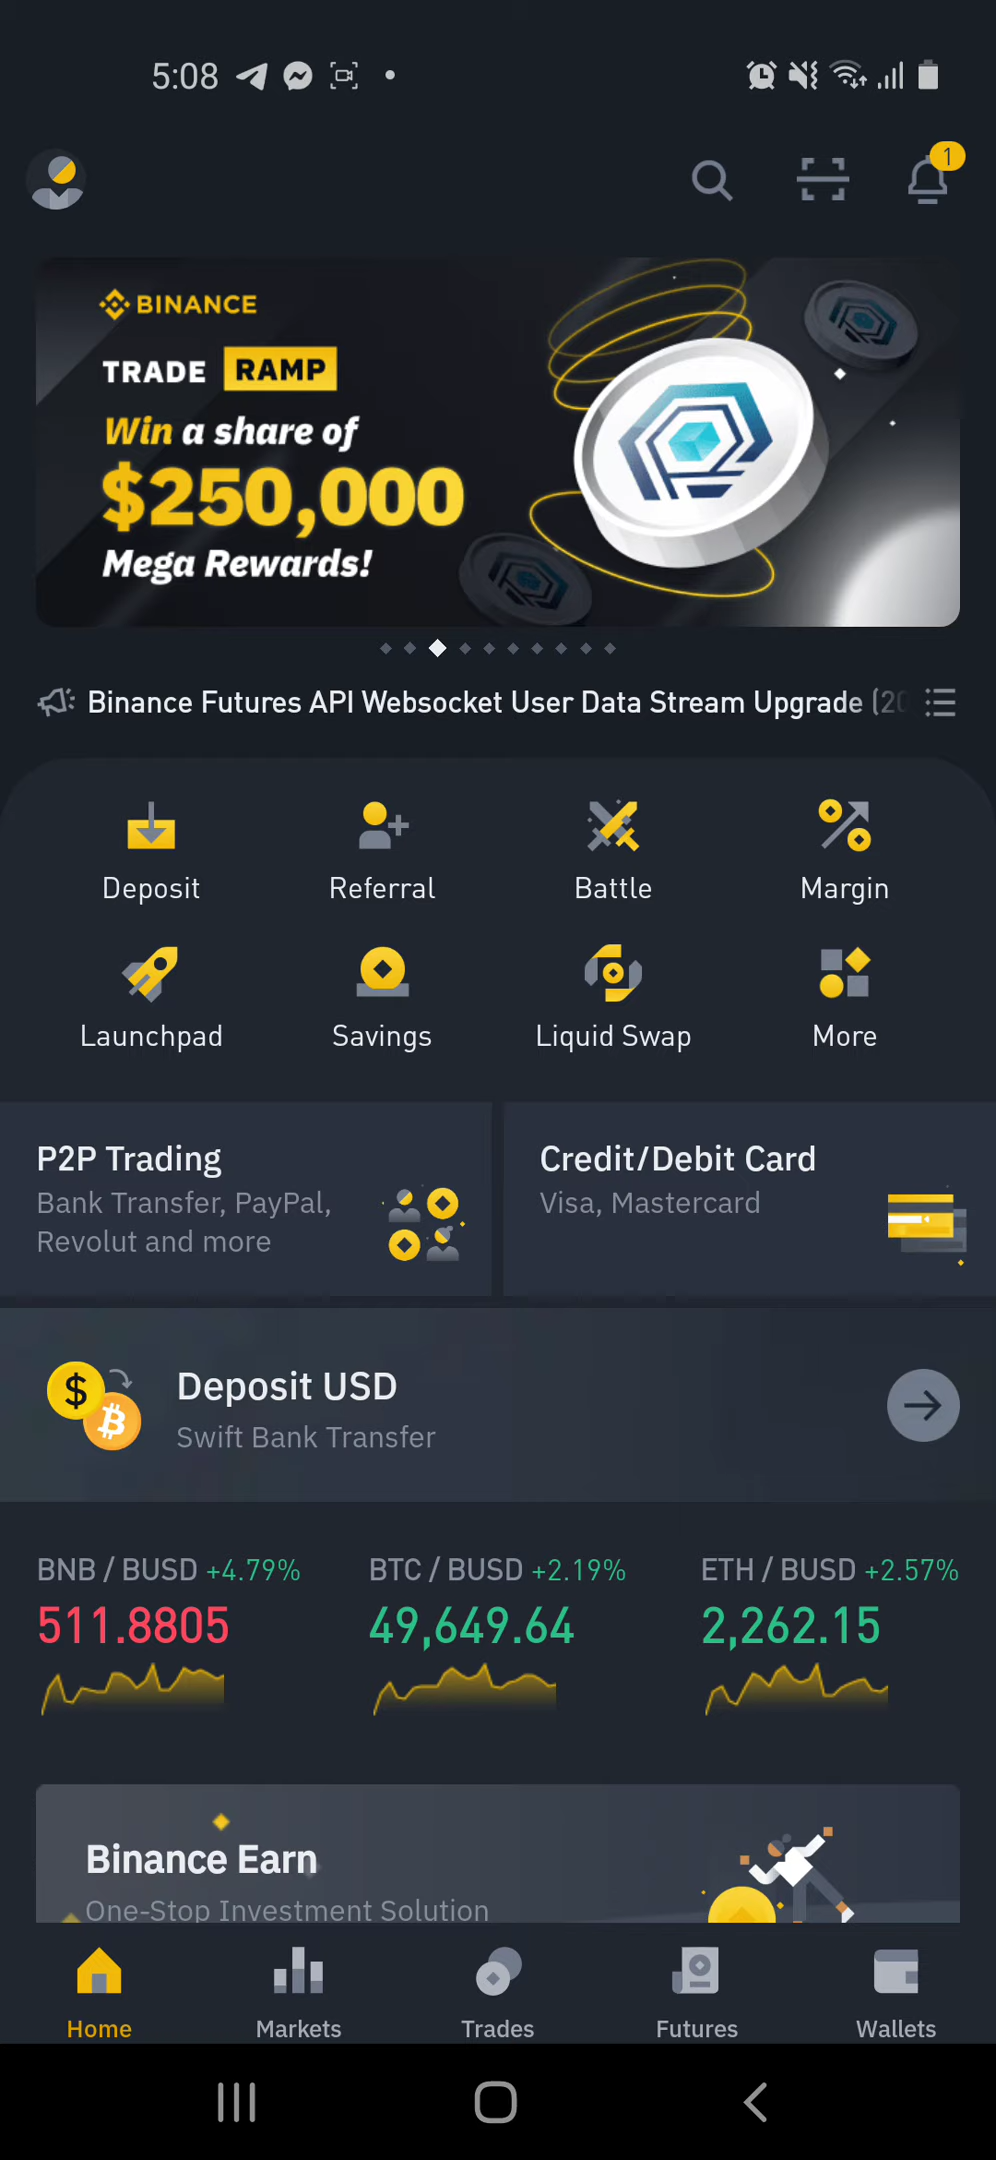 5:08
1
BINANCE
TRADE RAMP
Win a share of
$250,000
Mega Rewards!
Binance Futures API Websocket User Data Stream Upgrade (20
Deposit
Referral
Battle
Margin
Launchpad
Savings
Liquid Swap
More
P2P Trading
Bank Transfer, PayPal,
Revolut and more
Credit/Debit Card
Visa, Mastercard
Deposit USD
Swift Bank Transfer
BNB / BUSD +4.79%
511.8805
BTC / BUSD +2.19%
49,649.64
ETH / BUSD +2.57%
2,262.15
Binance Earn
One-Stop Investment Solution
Home
Markets
Trades
Futures
Wallets